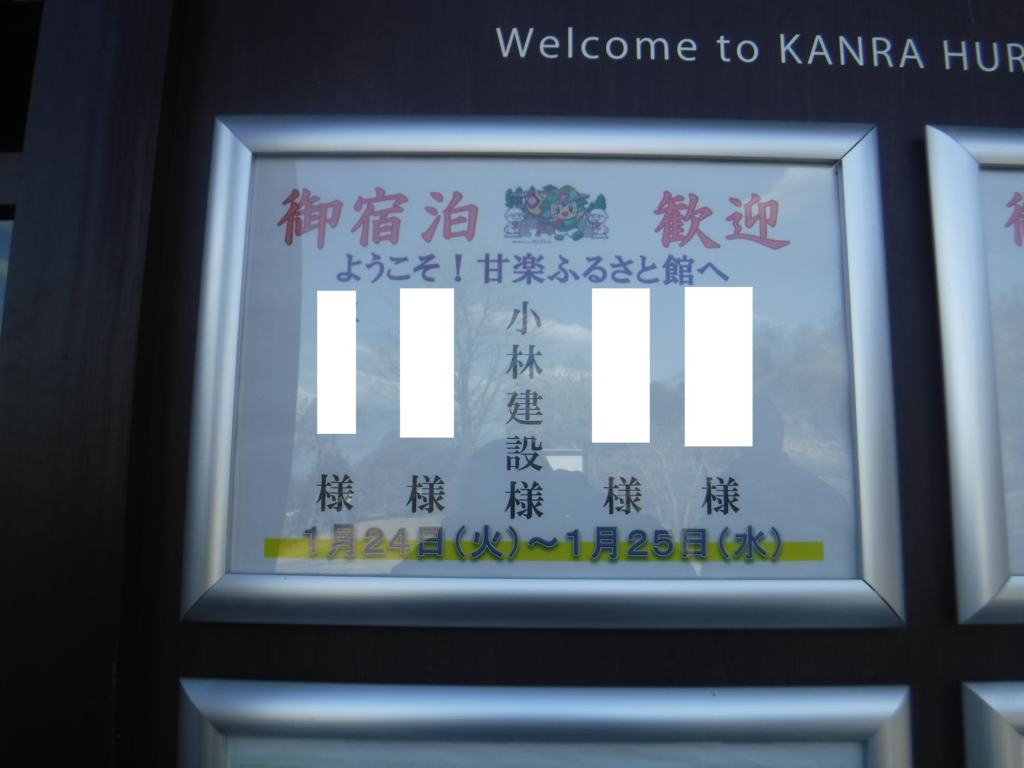 Welcome to KANRA HUR
御宿泊 歓迎
ようこそ！甘楽ふるさと館へ
様
様
小林建設様
様
様
1月24日(火)～1月25日(水)